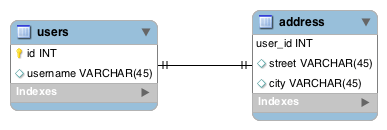 users
id INT
username VARCHAR(45)
Indexes
address
user_id INT
street VARCHAR(45)
city VARCHAR(45)
Indexes